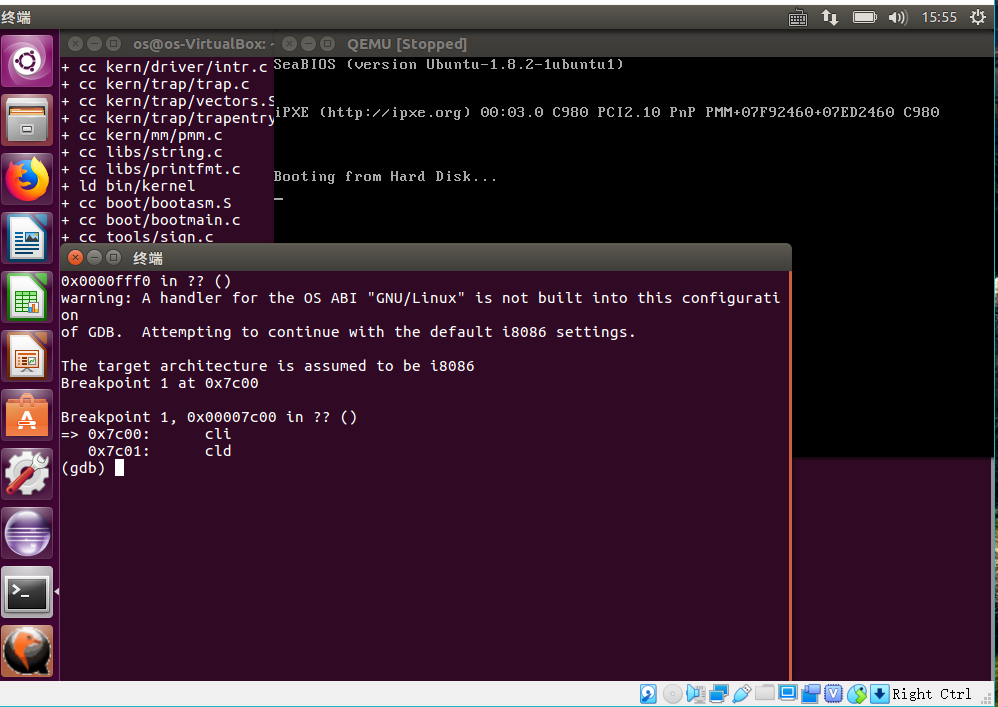 终端
15:55
os@os-VirtualBox: ~
QEMU [Stopped]
+ cc kern/driver/intr.c
+ cc kern/trap/trap.c
+ cc kern/trap/vectors.S
+ cc kern/trap/trapentry
+ cc kern/mm/pmm.c
+ cc libs/string.c
+ cc libs/printfmt.c
+ ld bin/kernel
+ cc boot/bootasm.S
+ cc boot/bootmain.c
+ cc tools/sign.c
SeaBIOS (version Ubuntu-1.8.2-1ubuntu1)
iPXE (http://ipxe.org) 00:03.0 C980 PCI2.10 PnP PMM+07F92460+07ED2460 C980
Booting from Hard Disk...
_
终端
0x0000fff0 in ?? ()
warning: A handler for the OS ABI "GNU/Linux" is not built into this configurati
on
of GDB.  Attempting to continue with the default i8086 settings.
The target architecture is assumed to be i8086
Breakpoint 1 at 0x7c00
Breakpoint 1, 0x00007c00 in ?? ()
=> 0x7c00:      cli
   0x7c01:      cld
(gdb)
Right Ctrl